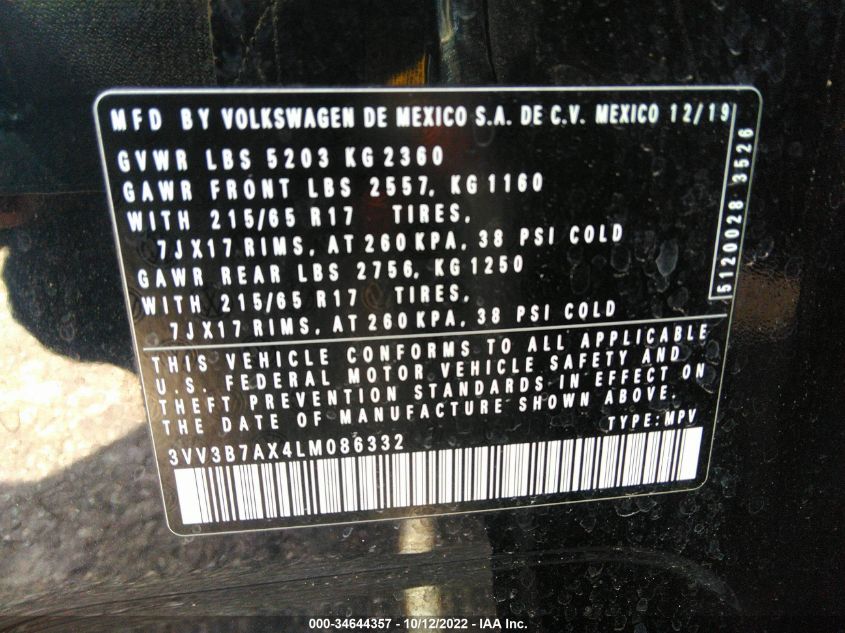 MFD BY VOLKSWAGEN DE MEXICO S.A. DE C.V. MEXICO 12/19
GVWR LBS 5203 KG 2360
GAWR FRONT LBS 2557, KG 1160
WITH 215/65 R17 TIRES,
7JX17 RIMS, AT 260 KPA, 38 PSI COLD
GAWR REAR LBS 2756, KG 1250
WITH 215/65 R17 TIRES,
7JX17 RIMS, AT 260 KPA, 38 PSI COLD
5120028 3526
THIS VEHICLE CONFORMS TO ALL APPLICABLE
U.S. FEDERAL MOTOR VEHICLE SAFETY AND
THEFT PREVENTION STANDARDS IN EFFECT ON
THE DATE OF MANUFACTURE SHOWN ABOVE.
TYPE: MPV
3VV3B7AX4LM086332
000-34644357 - 10/12/2022 - IAA Inc.